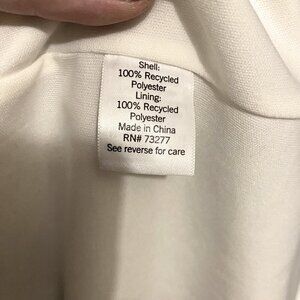 Shell:
100% Recycled
Polyester
Lining:
100% Recycled
Polyester
Made in China
RN# 73277
See reverse for care